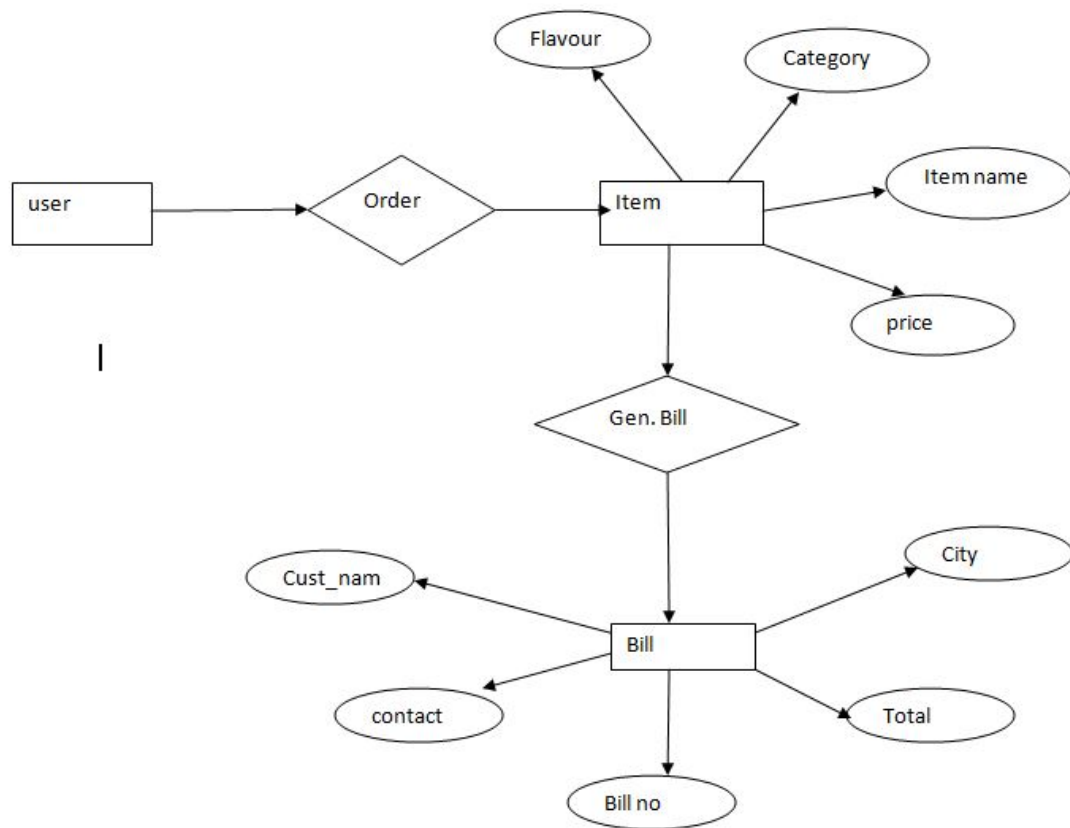 Flavour
Category
user
Order
Item
Item name
price
Gen. Bill
City
Cust_nam
Bill
contact
Total
Bill no